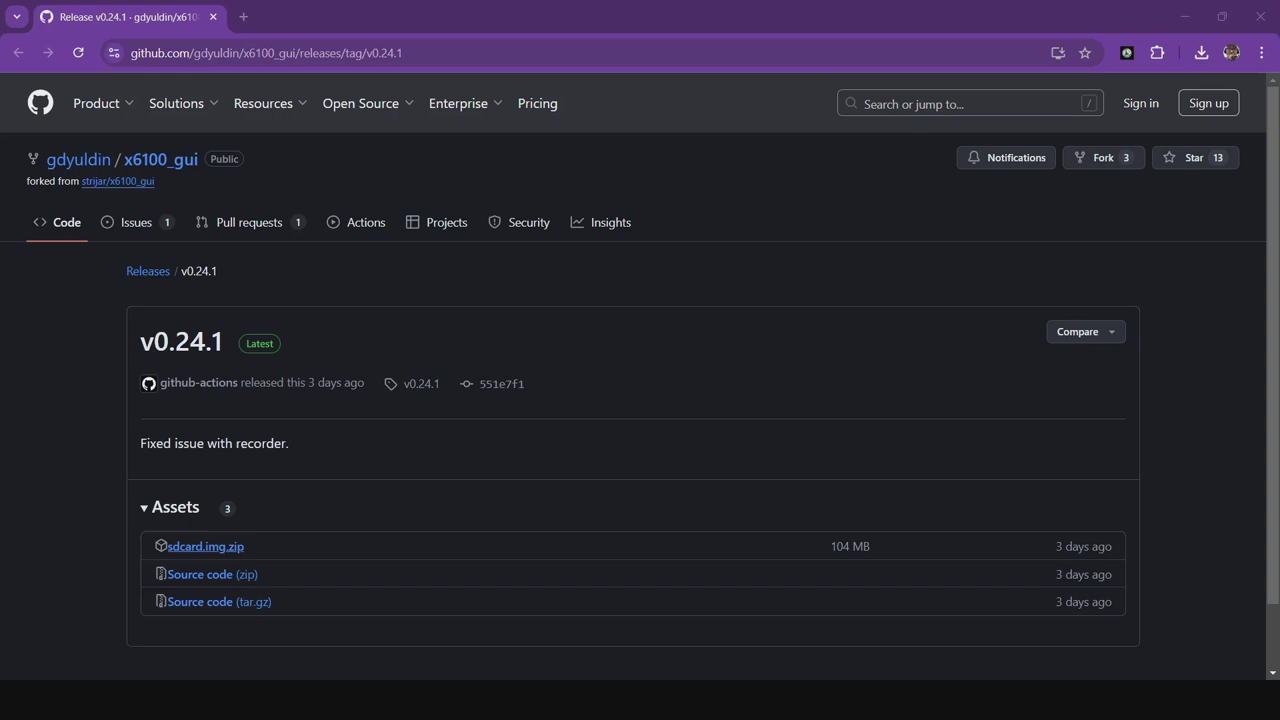 Release v0.24.1 · gdyuldin/x610
github.com/gdyuldin/x6100_gui/releases/tag/v0.24.1
Product Solutions Resources Open Source Enterprise Pricing Search or jump to... / Sign in Sign up
gdyuldin / x6100_gui Public Notifications Fork 3 Star 13
forked from strijar/x6100_gui
Code Issues 1 Pull requests 1 Actions Projects Security Insights
Releases / v0.24.1
v0.24.1 Latest Compare
github-actions released this 3 days ago v0.24.1 551e7f1
Fixed issue with recorder.
Assets 3
sdcard.img.zip 104 MB 3 days ago
Source code (zip) 3 days ago
Source code (tar.gz) 3 days ago